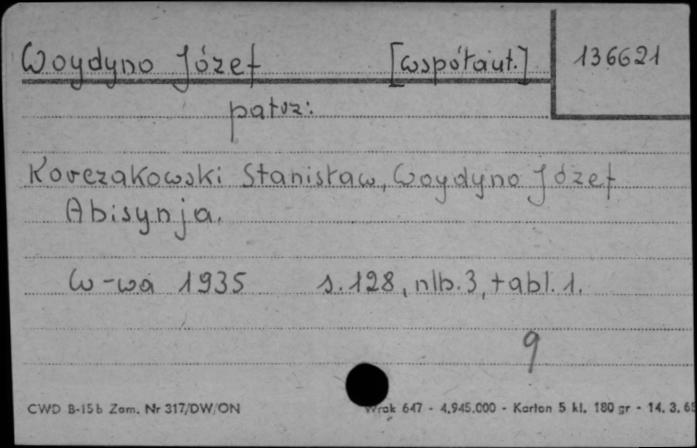 Woydyno Józef [współaut.] 136621
patrz:
Korczakowski Stanisław, Woydyno Józef
Abisynja.
W-wa 1935 s. 128, nlb. 3, tabl. 1.
9
CWD B-15b Zam. Nr 317/DW/ON 647 - 4.945.000 - Karton 5 kl. 180 gr - 14. 3. 65